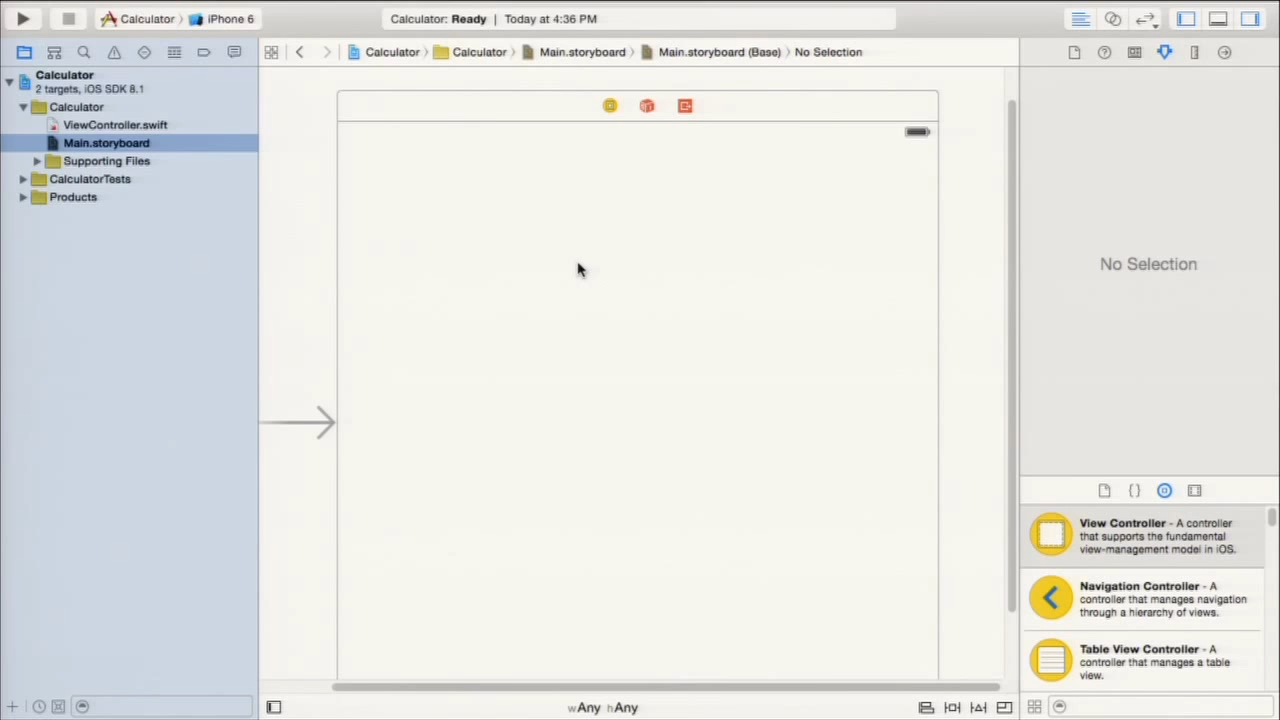 Calculator
iPhone 6
Calculator: Ready | Today at 4:36 PM
Calculator
Calculator
Main.storyboard
Main.storyboard (Base)
No Selection
Calculator
2 targets, iOS SDK 8.1
Calculator
ViewController.swift
Main.storyboard
Supporting Files
CalculatorTests
Products
No Selection
View Controller - A controller
that supports the fundamental
view-management model in iOS.
Navigation Controller - A
controller that manages navigation
through a hierarchy of views.
Table View Controller - A
controller that manages a table
view.
wAny hAny